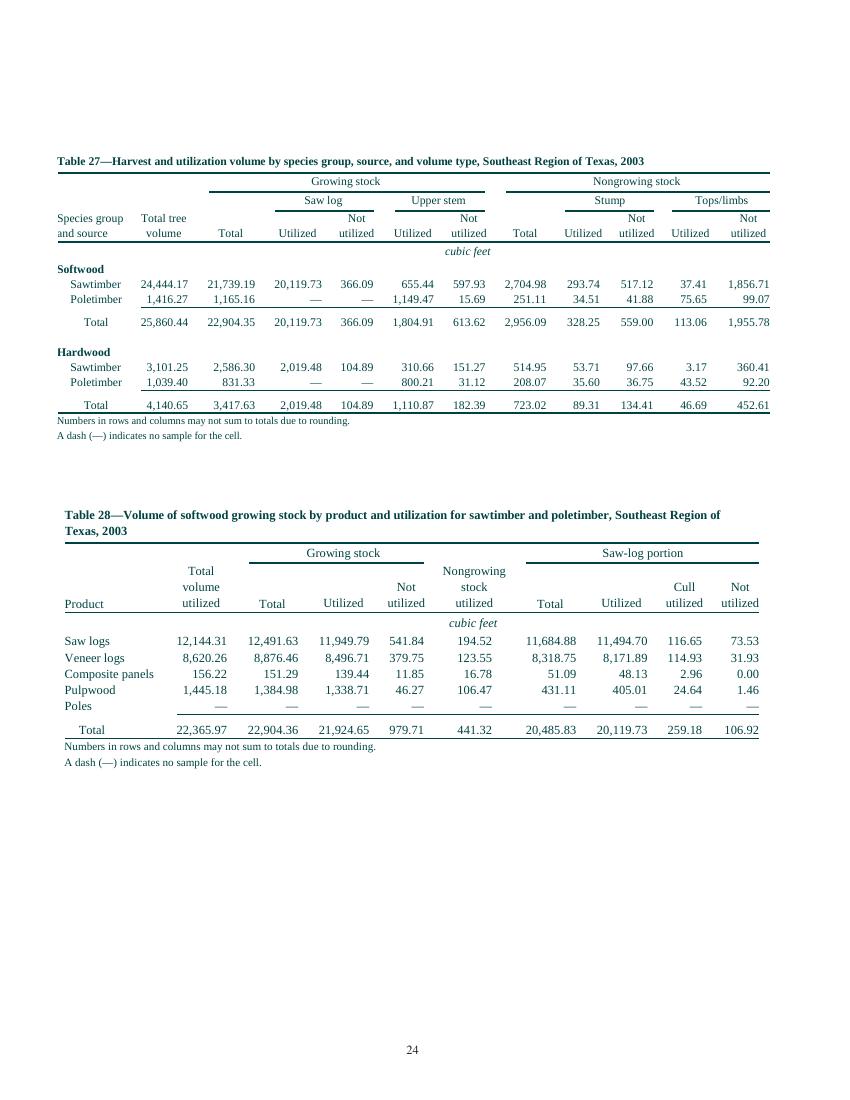 Table 27—Harvest and utilization volume by species group, source, and volume type, Southeast Region of Texas, 2003
Growing stock Nongrowing stock
Saw log Upper stem Stump Tops/limbs
Species group Total tree Not Not Not Not
and source volume Total Utilized utilized Utilized utilized Total Utilized utilized Utilized utilized
cubic feet
Softwood
Sawtimber 24,444.17 21,739.19 20,119.73 366.09 655.44 597.93 2,704.98 293.74 517.12 37.41 1,856.71
Poletimber 1,416.27 1,165.16 — — 1,149.47 15.69 251.11 34.51 41.88 75.65 99.07
Total 25,860.44 22,904.35 20,119.73 366.09 1,804.91 613.62 2,956.09 328.25 559.00 113.06 1,955.78
Hardwood
Sawtimber 3,101.25 2,586.30 2,019.48 104.89 310.66 151.27 514.95 53.71 97.66 3.17 360.41
Poletimber 1,039.40 831.33 — — 800.21 31.12 208.07 35.60 36.75 43.52 92.20
Total 4,140.65 3,417.63 2,019.48 104.89 1,110.87 182.39 723.02 89.31 134.41 46.69 452.61
Numbers in rows and columns may not sum to totals due to rounding.
A dash (—) indicates no sample for the cell.
Table 28—Volume of softwood growing stock by product and utilization for sawtimber and poletimber, Southeast Region of
Texas, 2003
Growing stock Saw-log portion
Total Nongrowing
volume Not stock Cull Not
Product utilized Total Utilized utilized utilized Total Utilized utilized utilized
cubic feet
Saw logs 12,144.31 12,491.63 11,949.79 541.84 194.52 11,684.88 11,494.70 116.65 73.53
Veneer logs 8,620.26 8,876.46 8,496.71 379.75 123.55 8,318.75 8,171.89 114.93 31.93
Composite panels 156.22 151.29 139.44 11.85 16.78 51.09 48.13 2.96 0.00
Pulpwood 1,445.18 1,384.98 1,338.71 46.27 106.47 431.11 405.01 24.64 1.46
Poles — — — — — — — — —
Total 22,365.97 22,904.36 21,924.65 979.71 441.32 20,485.83 20,119.73 259.18 106.92
Numbers in rows and columns may not sum to totals due to rounding.
A dash (—) indicates no sample for the cell.
24